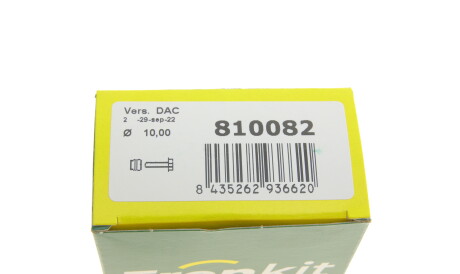 Vers. DAC
2 -29-sep-22
Ø 10,00
810082
8 435262 936620
Frenkit